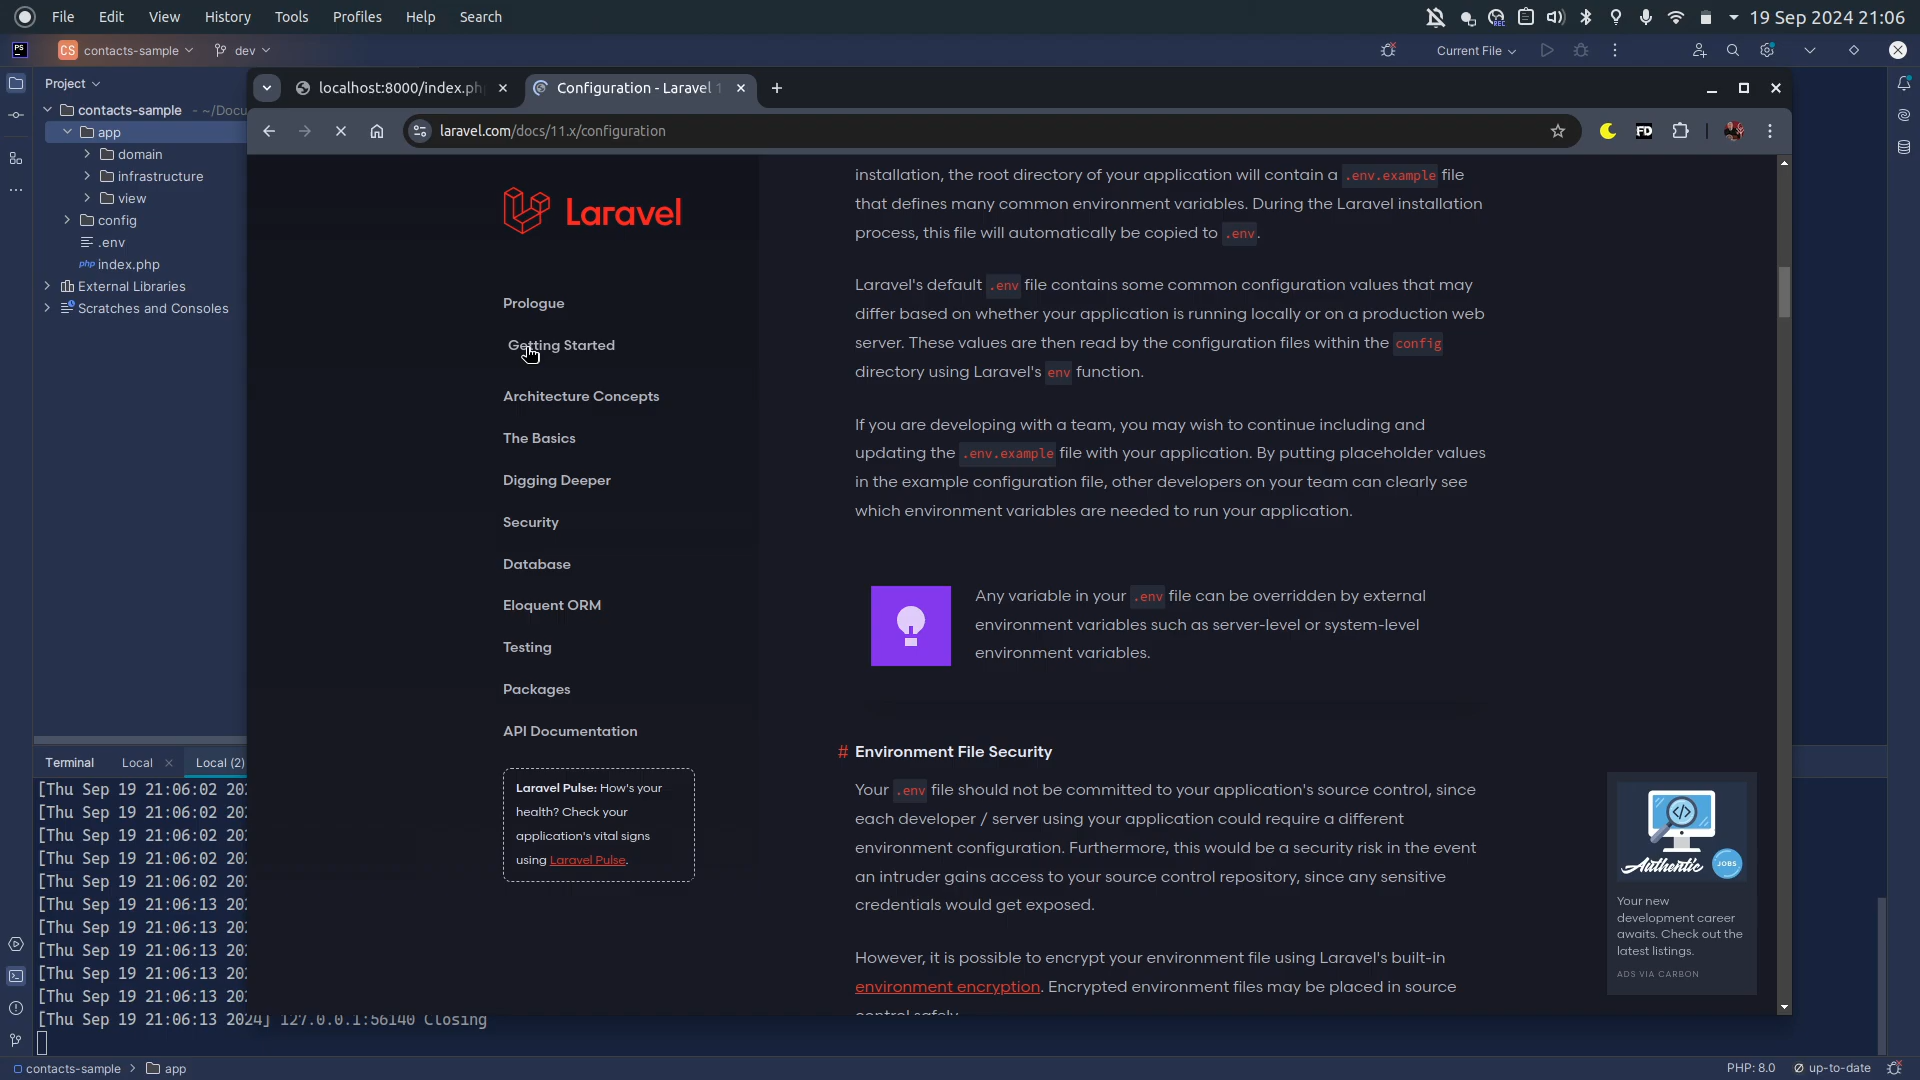 File Edit View History Tools Profiles Help Search
19 Sep 2024 21:06
PS CS contacts-sample dev
Current File
Project
contacts-sample - ~/Docu
app
domain
infrastructure
view
config
.env
php index.php
External Libraries
Scratches and Consoles
localhost:8000/index.ph
Configuration - Laravel 1
laravel.com/docs/11.x/configuration
FD
Laravel
Prologue
Getting Started
Architecture Concepts
The Basics
Digging Deeper
Security
Database
Eloquent ORM
Testing
Packages
API Documentation
Laravel Pulse: How's your
health? Check your
application's vital signs
using Laravel Pulse.
installation, the root directory of your application will contain a .env.example file
that defines many common environment variables. During the Laravel installation
process, this file will automatically be copied to .env.
Laravel's default .env file contains some common configuration values that may
differ based on whether your application is running locally or on a production web
server. These values are then read by the configuration files within the config
directory using Laravel's env function.
If you are developing with a team, you may wish to continue including and
updating the .env.example file with your application. By putting placeholder values
in the example configuration file, other developers on your team can clearly see
which environment variables are needed to run your application.
Any variable in your .env file can be overridden by external
environment variables such as server-level or system-level
environment variables.
# Environment File Security
Your .env file should not be committed to your application's source control, since
each developer / server using your application could require a different
environment configuration. Furthermore, this would be a security risk in the event
an intruder gains access to your source control repository, since any sensitive
credentials would get exposed.
However, it is possible to encrypt your environment file using Laravel's built-in
environment encryption. Encrypted environment files may be placed in source
control safely.
Authentic JOBS
Your new
development career
awaits. Check out the
latest listings.
ADS VIA CARBON
Terminal Local Local (2)
[Thu Sep 19 21:06:02 202
[Thu Sep 19 21:06:02 202
[Thu Sep 19 21:06:02 202
[Thu Sep 19 21:06:02 202
[Thu Sep 19 21:06:02 202
[Thu Sep 19 21:06:13 202
[Thu Sep 19 21:06:13 202
[Thu Sep 19 21:06:13 202
[Thu Sep 19 21:06:13 202
[Thu Sep 19 21:06:13 202
[Thu Sep 19 21:06:13 2024] 127.0.0.1:56140 Closing
contacts-sample > app
PHP: 8.0 up-to-date